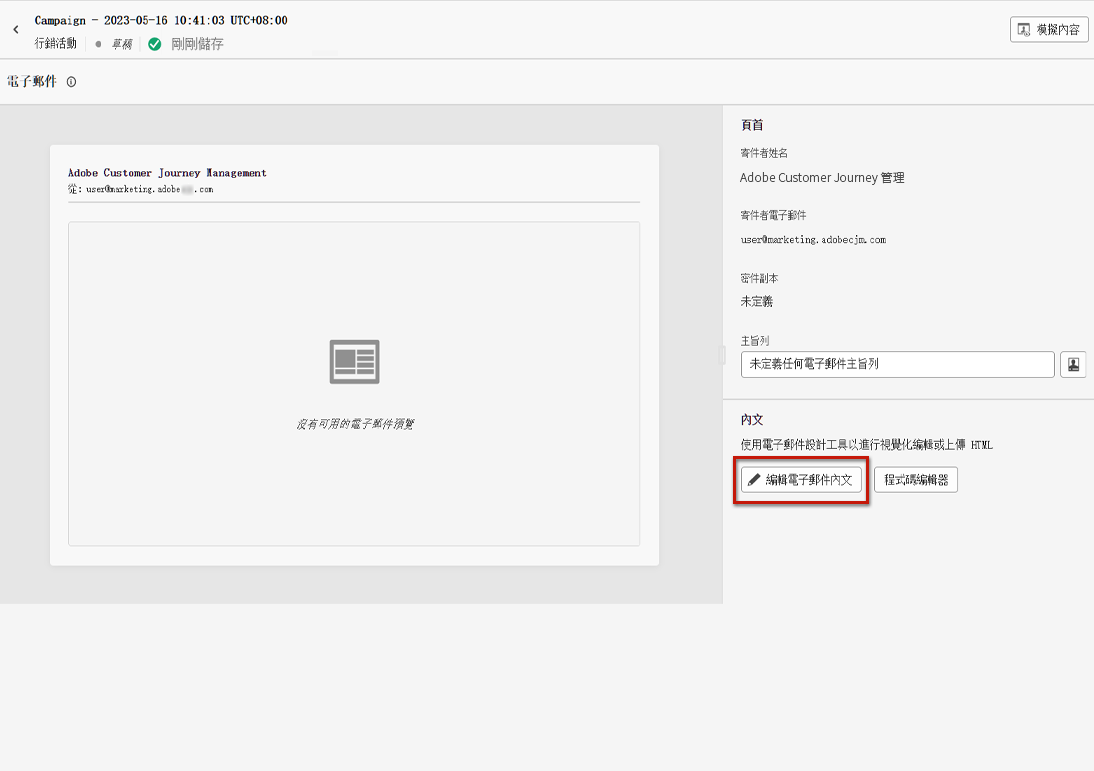 Campaign - 2023-05-16 10:41:03 UTC+08:00
行銷活動 草稿 剛剛儲存
模擬內容
電子郵件
Adobe Customer Journey Management
從: user@marketing.adobe .com
沒有可用的電子郵件預覽
頁首
寄件者姓名
Adobe Customer Journey 管理
寄件者電子郵件
user@marketing.adobecjm.com
密件副本
未定義
主旨列
未定義任何電子郵件主旨列
內文
使用電子郵件設計工具以進行視覺化編輯或上傳 HTML
編輯電子郵件內文
程式碼編輯器